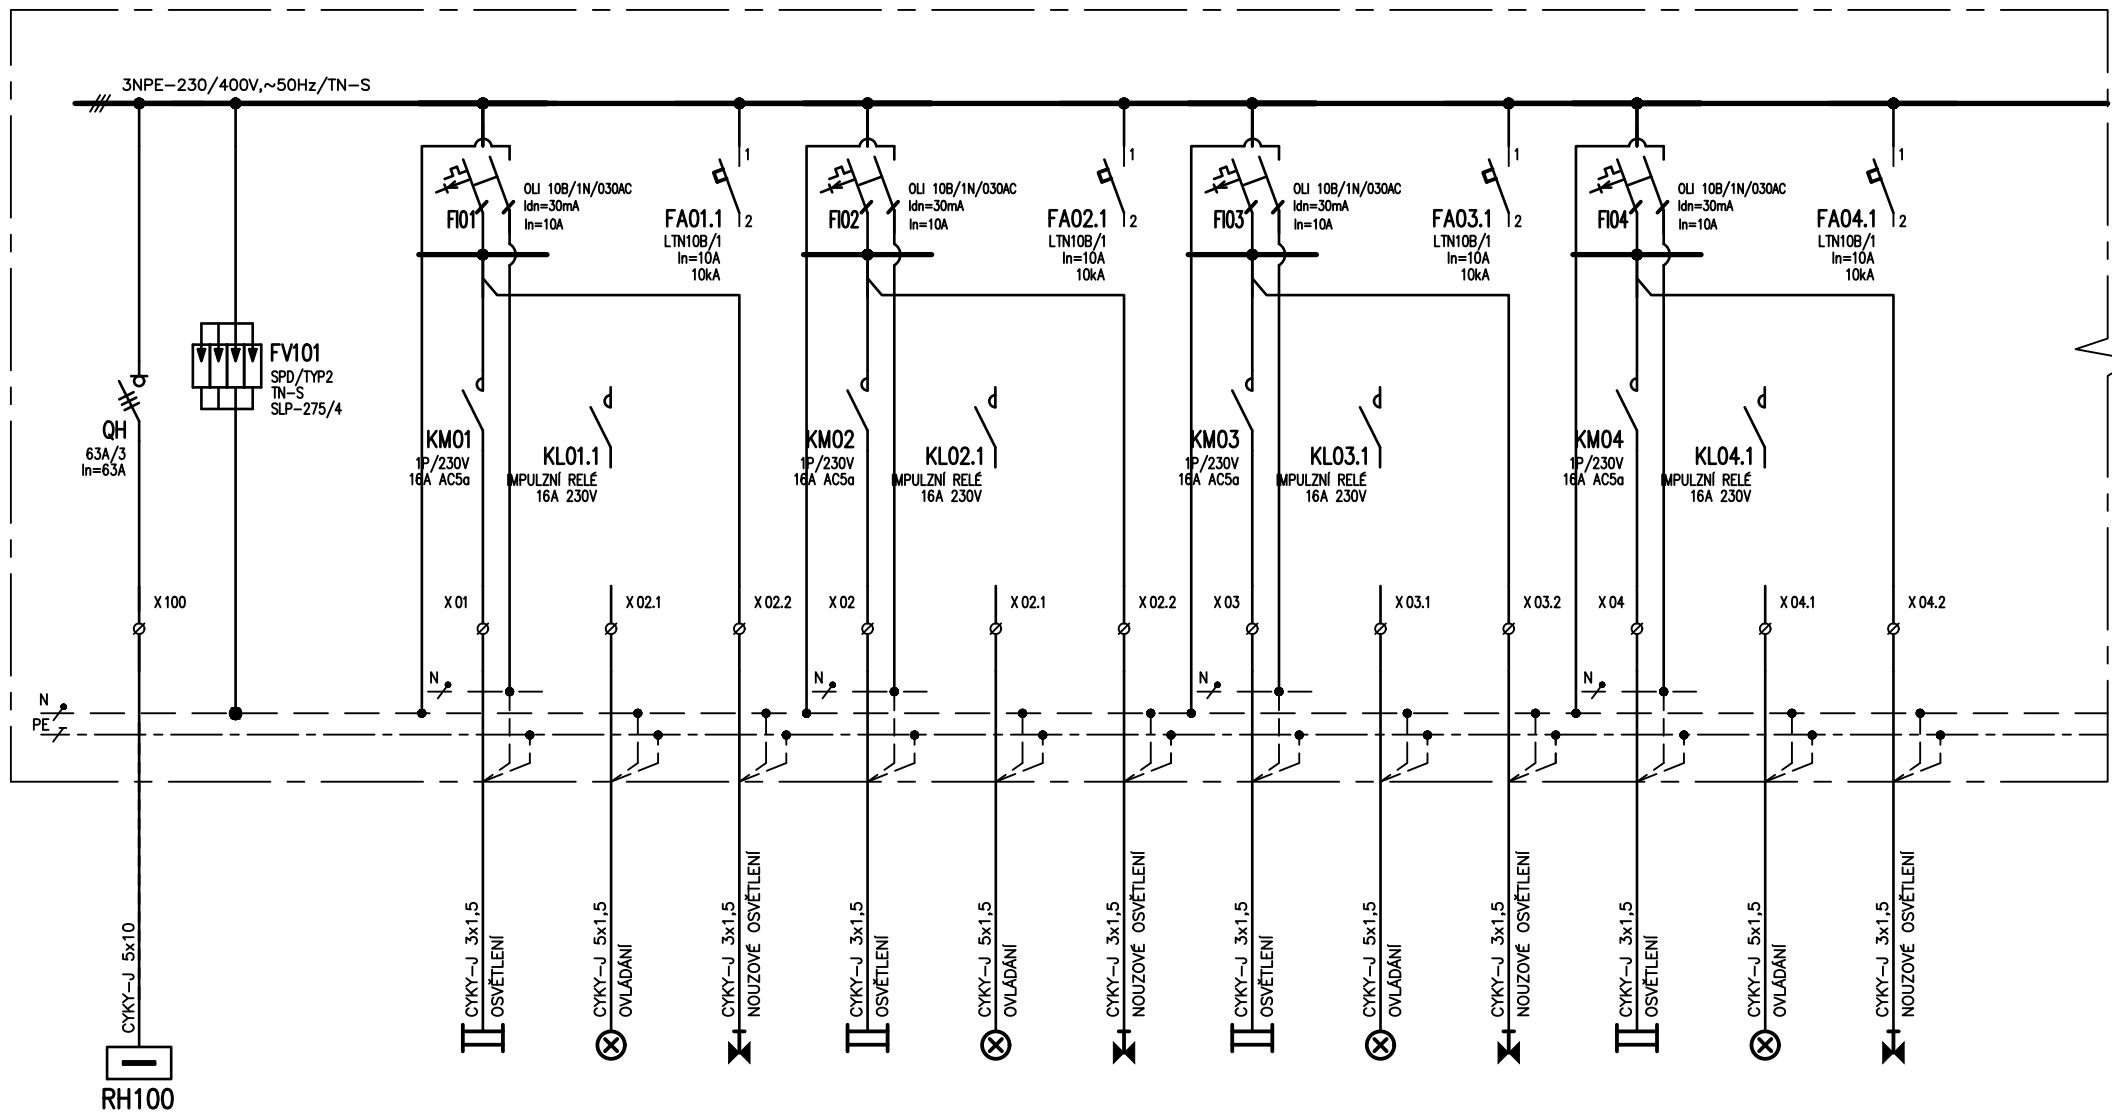 3NPE-230/400V,~50Hz/TN-S
FI01
OLI 10B/1N/030AC
Idn=30mA
In=10A
1
2
FA01.1
LTN10B/1
In=10A
10kA
FI02
OLI 10B/1N/030AC
Idn=30mA
In=10A
1
2
FA02.1
LTN10B/1
In=10A
10kA
FI03
OLI 10B/1N/030AC
Idn=30mA
In=10A
1
2
FA03.1
LTN10B/1
In=10A
10kA
FI04
OLI 10B/1N/030AC
Idn=30mA
In=10A
1
2
FA04.1
LTN10B/1
In=10A
10kA
FV101
SPD/TYP2
TN-S
SLP-275/4
QH
63A/3
In=63A
KM01
1P/230V
16A AC5a
KL01.1
IMPULZNÍ RELÉ
16A 230V
KM02
1P/230V
16A AC5a
KL02.1
IMPULZNÍ RELÉ
16A 230V
KM03
1P/230V
16A AC5a
KL03.1
IMPULZNÍ RELÉ
16A 230V
KM04
1P/230V
16A AC5a
KL04.1
IMPULZNÍ RELÉ
16A 230V
X100
X01
X02.1
X02.2
X02
X02.1
X02.2
X03
X03.1
X03.2
X04
X04.1
X04.2
N
N
N
N
N
PE
CYKY-J 5x10
CYKY-J 3x1,5
OSVĚTLENÍ
CYKY-J 5x1,5
OVLÁDÁNÍ
CYKY-J 3x1,5
NOUZOVÉ OSVĚTLENÍ
CYKY-J 3x1,5
OSVĚTLENÍ
CYKY-J 5x1,5
OVLÁDÁNÍ
CYKY-J 3x1,5
NOUZOVÉ OSVĚTLENÍ
CYKY-J 3x1,5
OSVĚTLENÍ
CYKY-J 5x1,5
OVLÁDÁNÍ
CYKY-J 3x1,5
NOUZOVÉ OSVĚTLENÍ
CYKY-J 3x1,5
OSVĚTLENÍ
CYKY-J 5x1,5
OVLÁDÁNÍ
CYKY-J 3x1,5
NOUZOVÉ OSVĚTLENÍ
RH100